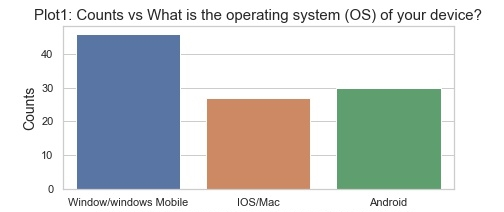 Plot1: Counts vs What is the operating system (OS) of your device?
Counts
40
30
20
10
0
Window/windows Mobile IOS/Mac Android